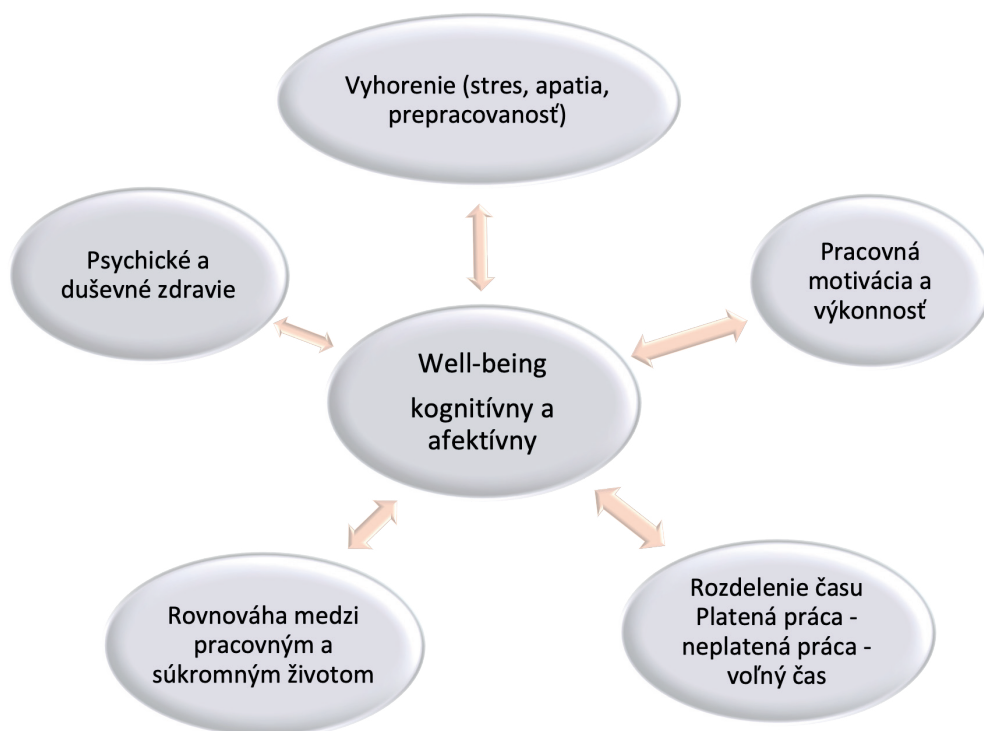 Vyhorenie (stres, apatia,
prepracovanosť)
Psychické a
duševné zdravie
Pracovná
motivácia a
výkonnosť
Well-being
kognitívny a
afektívny
Rovnováha medzi
pracovným a
súkromným životom
Rozdelenie času
Platená práca -
neplatená práca -
voľný čas